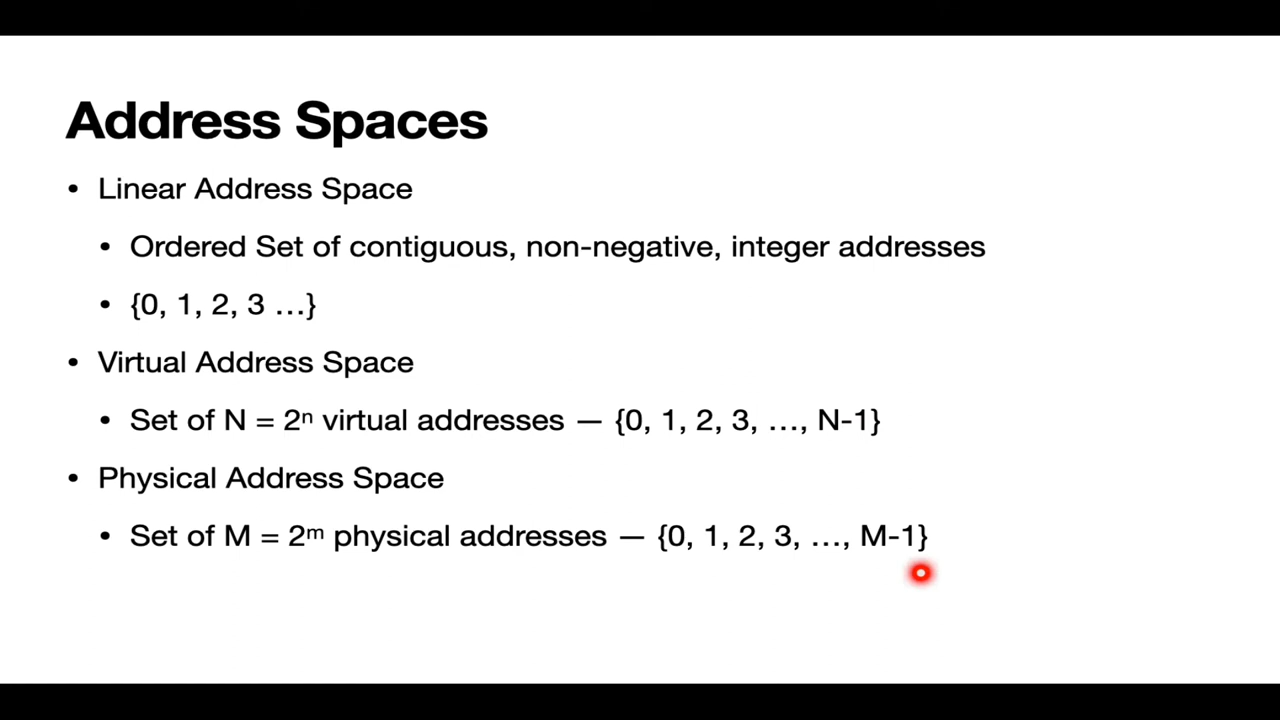 Address Spaces
• Linear Address Space
• Ordered Set of contiguous, non-negative, integer addresses
• {0, 1, 2, 3 …}
• Virtual Address Space
• Set of N = 2ⁿ virtual addresses — {0, 1, 2, 3, …, N-1}
• Physical Address Space
• Set of M = 2ᵐ physical addresses — {0, 1, 2, 3, …, M-1}